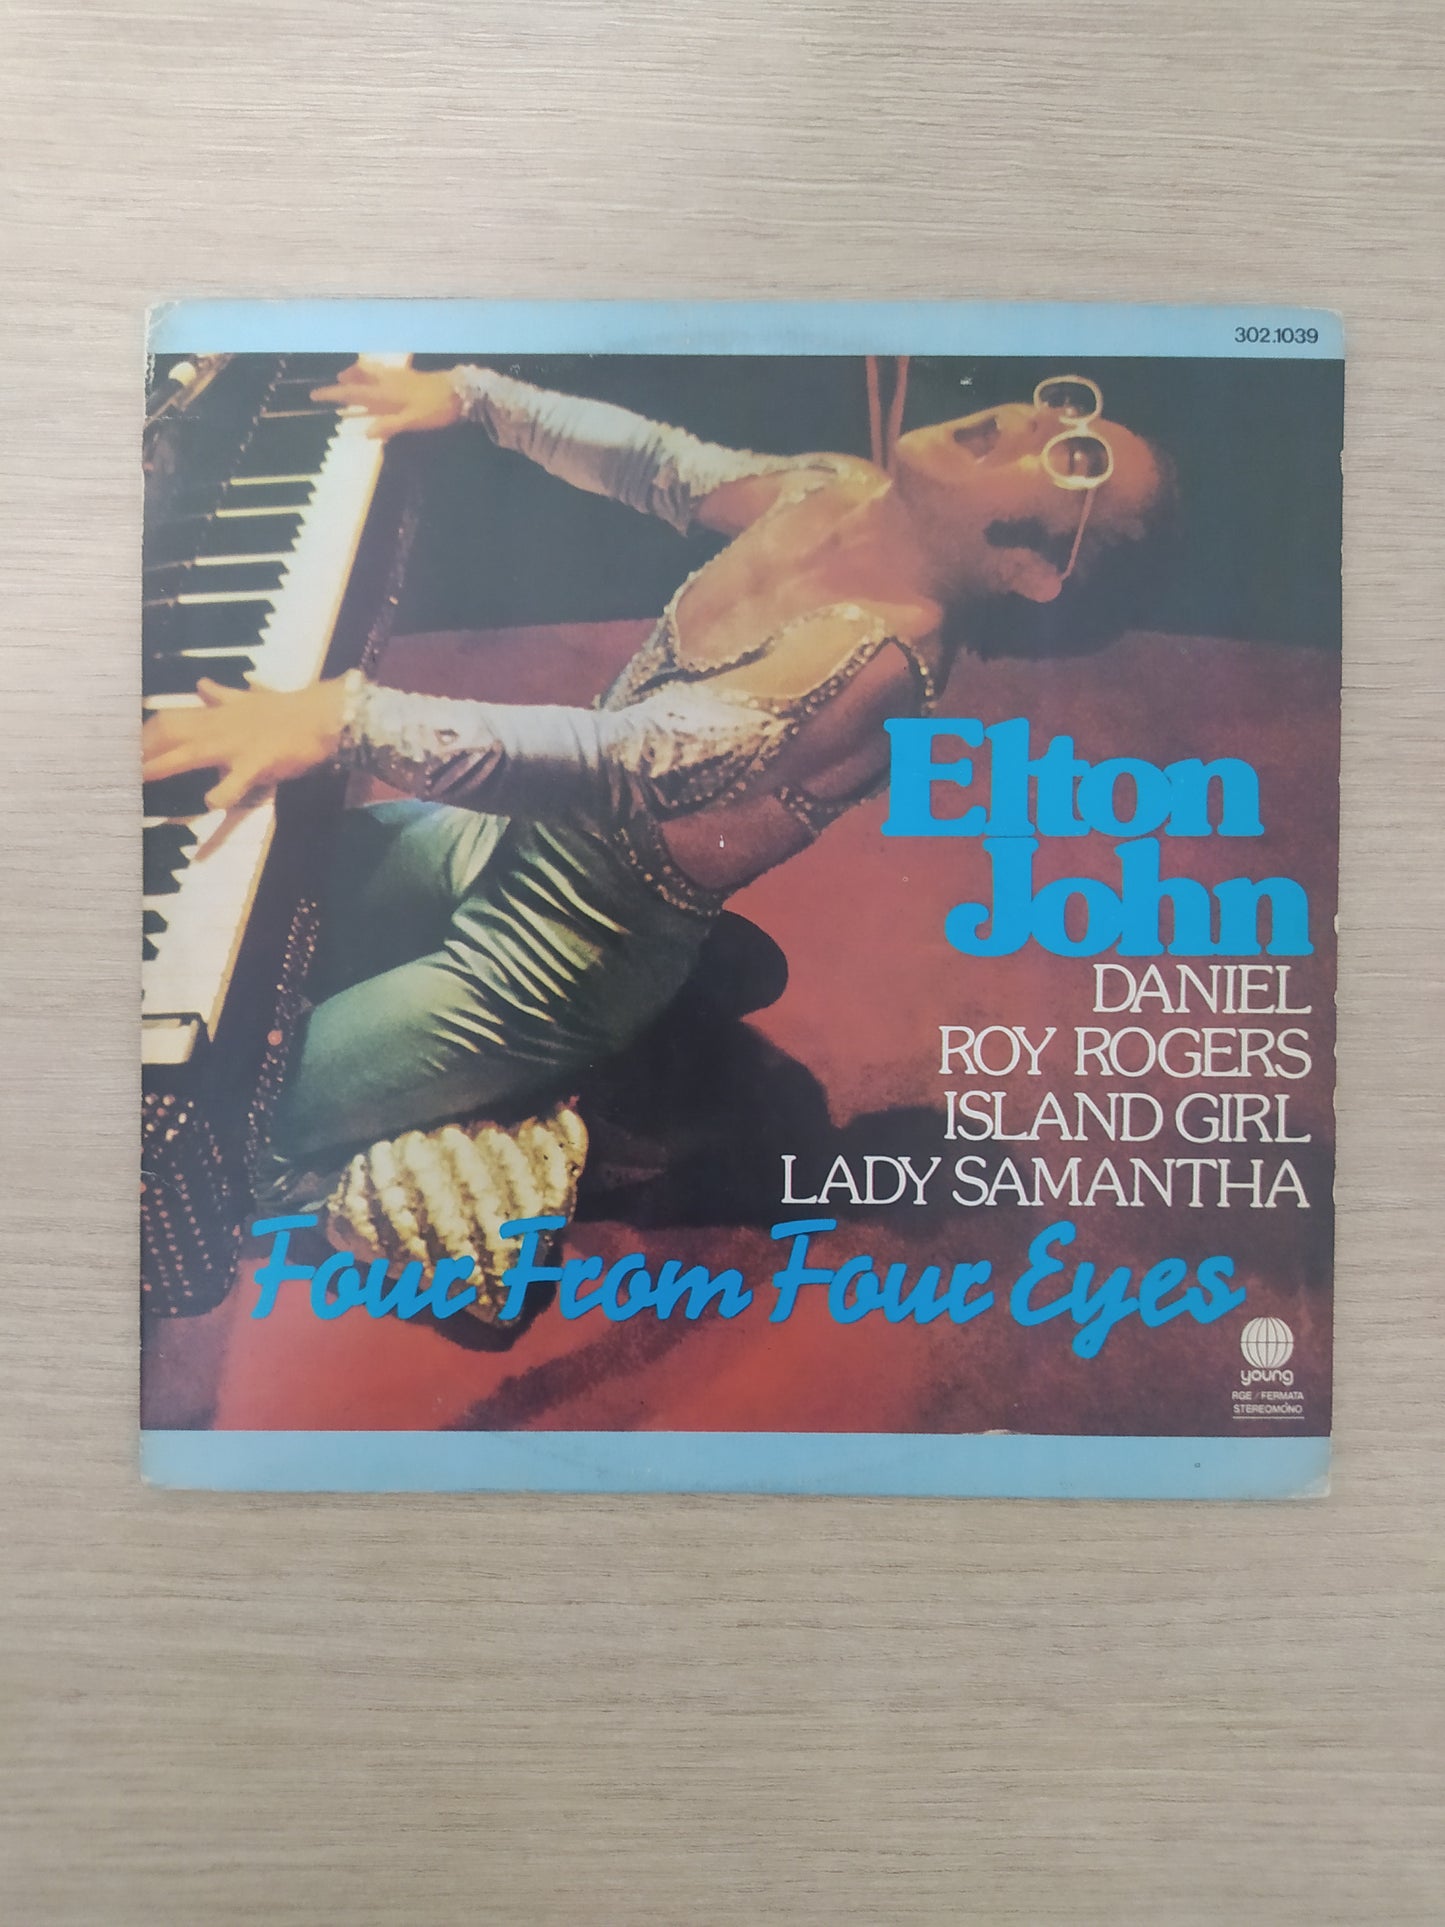 302.1039
Elton
John
DANIEL
ROY ROGERS
ISLAND GIRL
LADY SAMANTHA
Four From Four Eyes
young
RGE / FERMATA
STEREOMONO